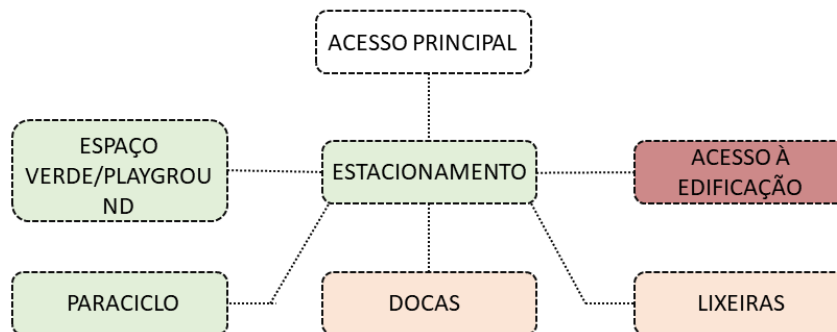 ACESSO PRINCIPAL
ESPAÇO
VERDE/PLAYGROU
ND
ESTACIONAMENTO
ACESSO À
EDIFICAÇÃO
PARACICLO
DOCAS
LIXEIRAS